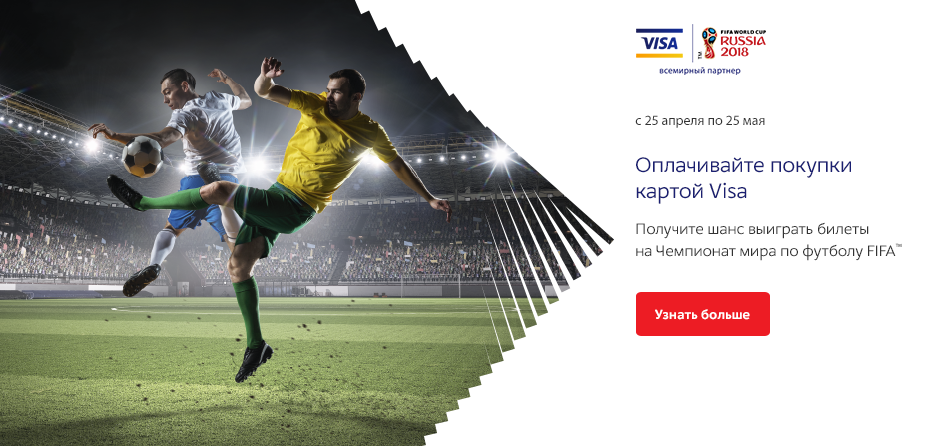 VISA
FIFA WORLD CUP
RUSSIA
2018
TM
всемирный партнер
с 25 апреля по 25 мая
Оплачивайте покупки
картой Visa
Получите шанс выиграть билеты
на Чемпионат мира по футболу FIFA™
Узнать больше